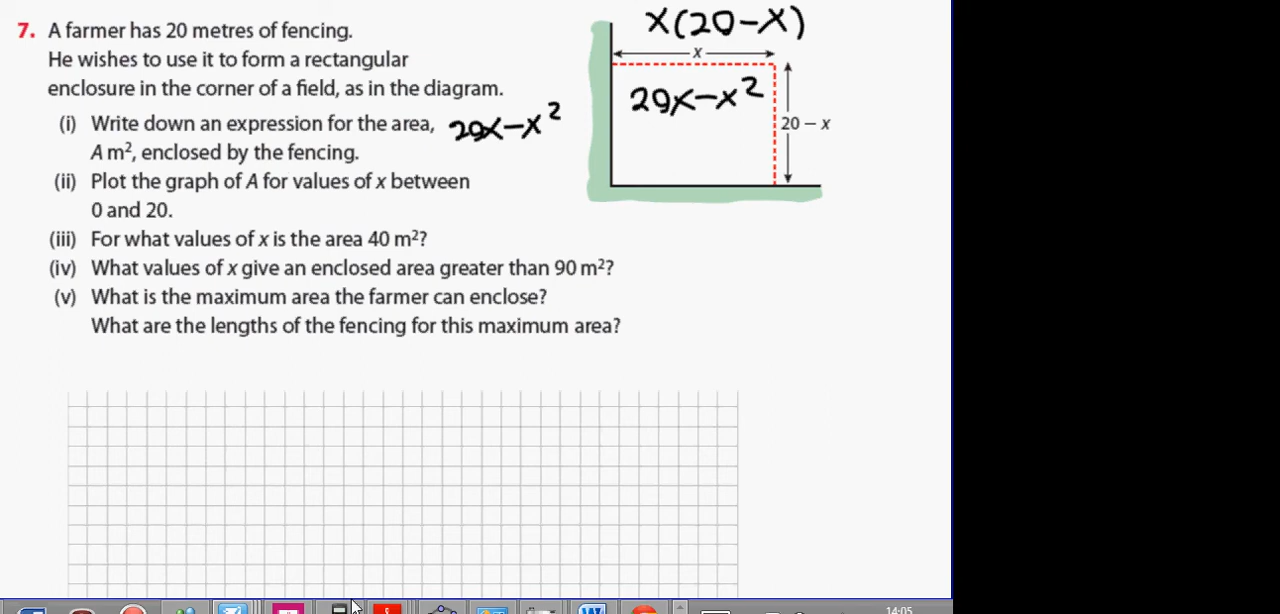 x(20-x)
7. A farmer has 20 metres of fencing.
x
He wishes to use it to form a rectangular
enclosure in the corner of a field, as in the diagram.
20x-x²
(i) Write down an expression for the area, 20x-x²
20 – x
A m², enclosed by the fencing.
(ii) Plot the graph of A for values of x between
0 and 20.
(iii) For what values of x is the area 40 m²?
(iv) What values of x give an enclosed area greater than 90 m²?
(v) What is the maximum area the farmer can enclose?
What are the lengths of the fencing for this maximum area?
14:05